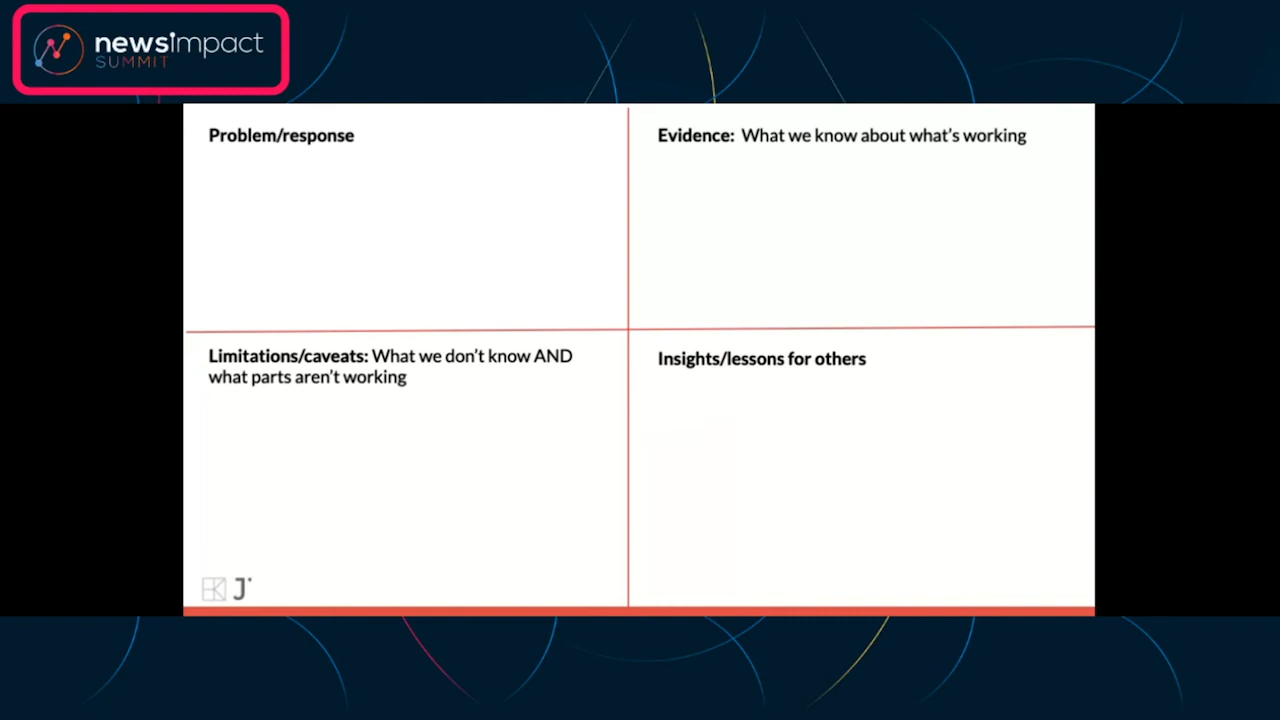 newsimpact
SUMMIT
Problem/response
Evidence: What we know about what's working
Limitations/caveats: What we don't know AND
what parts aren't working
Insights/lessons for others
J